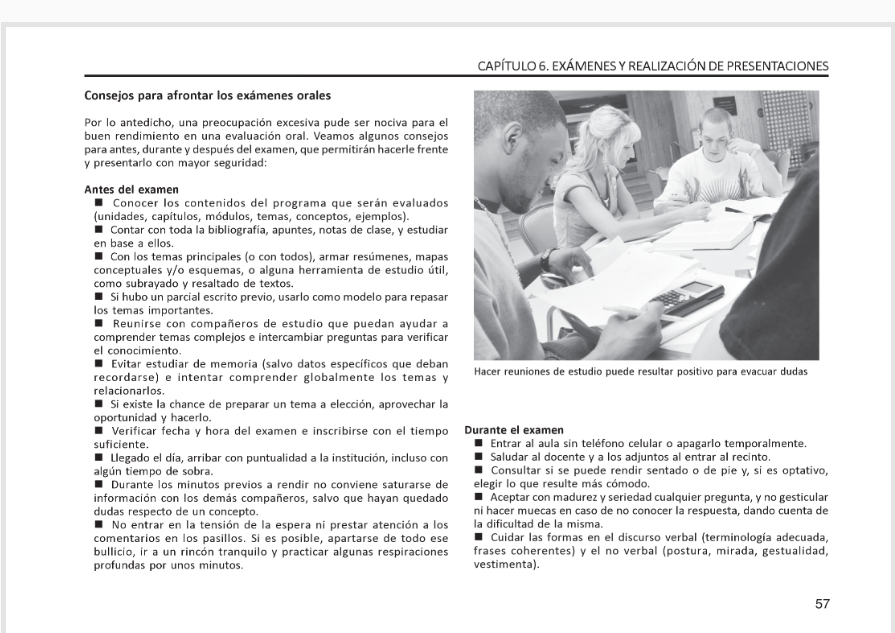 CAPÍTULO 6. EXÁMENES Y REALIZACIÓN DE PRESENTACIONES
Consejos para afrontar los exámenes orales
Por lo antedicho, una preocupación excesiva pude ser nociva para el
buen rendimiento en una evaluación oral. Veamos algunos consejos
para antes, durante y después del examen, que permitirán hacerle frente
y presentarlo con mayor seguridad:
Antes del examen
■ Conocer los contenidos del programa que serán evaluados
(unidades, capítulos, módulos, temas, conceptos, ejemplos).
■ Contar con toda la bibliografía, apuntes, notas de clase, y estudiar
en base a ellos.
■ Con los temas principales (o con todos), armar resúmenes, mapas
conceptuales y/o esquemas, o alguna herramienta de estudio útil,
como subrayado y resaltado de textos.
■ Si hubo un parcial escrito previo, usarlo como modelo para repasar
los temas importantes.
■ Reunirse con compañeros de estudio que puedan ayudar a
comprender temas complejos e intercambiar preguntas para verificar
el conocimiento.
■ Evitar estudiar de memoria (salvo datos específicos que deban
recordarse) e intentar comprender globalmente los temas y
relacionarlos.
■ Si existe la chance de preparar un tema a elección, aprovechar la
oportunidad y hacerlo.
■ Verificar fecha y hora del examen e inscribirse con el tiempo
suficiente.
■ Llegado el día, arribar con puntualidad a la institución, incluso con
algún tiempo de sobra.
■ Durante los minutos previos a rendir no conviene saturarse de
información con los demás compañeros, salvo que hayan quedado
dudas respecto de un concepto.
■ No entrar en la tensión de la espera ni prestar atención a los
comentarios en los pasillos. Si es posible, apartarse de todo ese
bullicio, ir a un rincón tranquilo y practicar algunas respiraciones
profundas por unos minutos.
Hacer reuniones de estudio puede resultar positivo para evacuar dudas
Durante el examen
■ Entrar al aula sin teléfono celular o apagarlo temporalmente.
■ Saludar al docente y a los adjuntos al entrar al recinto.
■ Consultar si se puede rendir sentado o de pie y, si es optativo,
elegir lo que resulte más cómodo.
■ Aceptar con madurez y seriedad cualquier pregunta, y no gesticular
ni hacer muecas en caso de no conocer la respuesta, dando cuenta de
la dificultad de la misma.
■ Cuidar las formas en el discurso verbal (terminología adecuada,
frases coherentes) y el no verbal (postura, mirada, gestualidad,
vestimenta).
57